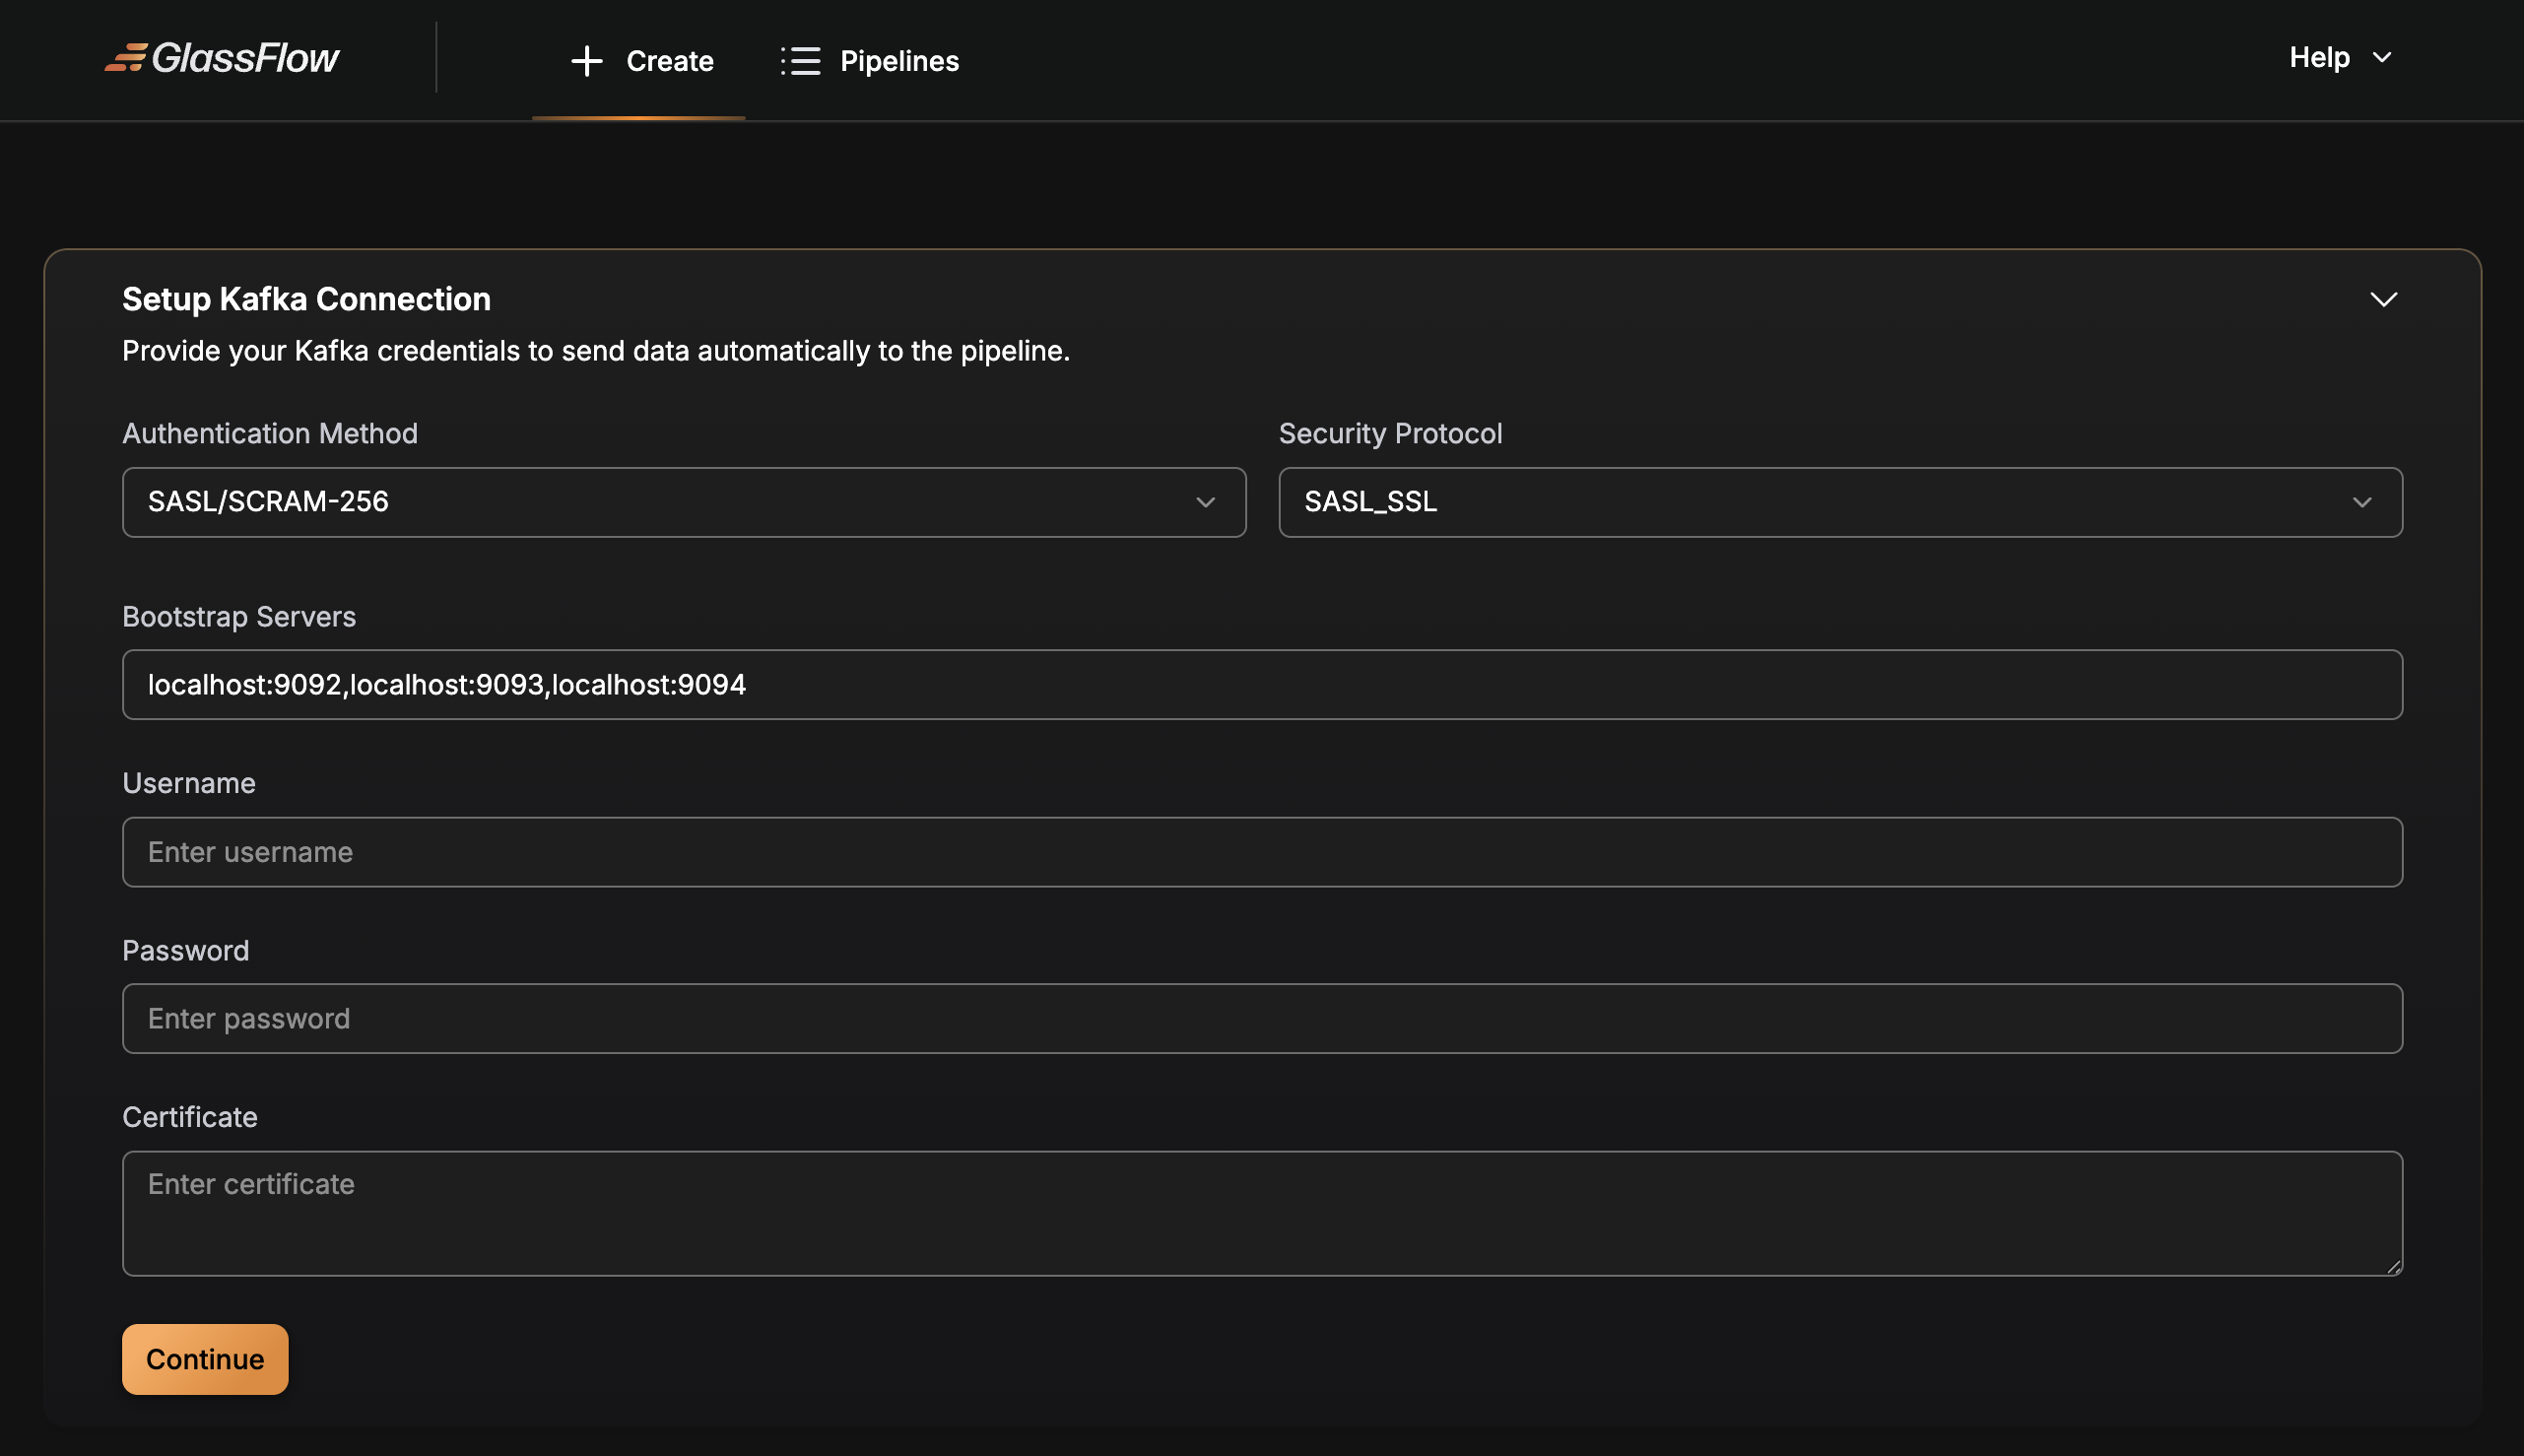 GlassFlow
Create
Pipelines
Help
Setup Kafka Connection
Provide your Kafka credentials to send data automatically to the pipeline.
Authentication Method
Security Protocol
SASL/SCRAM-256
SASL_SSL
Bootstrap Servers
localhost:9092,localhost:9093,localhost:9094
Username
Enter username
Password
Enter password
Certificate
Enter certificate
Continue